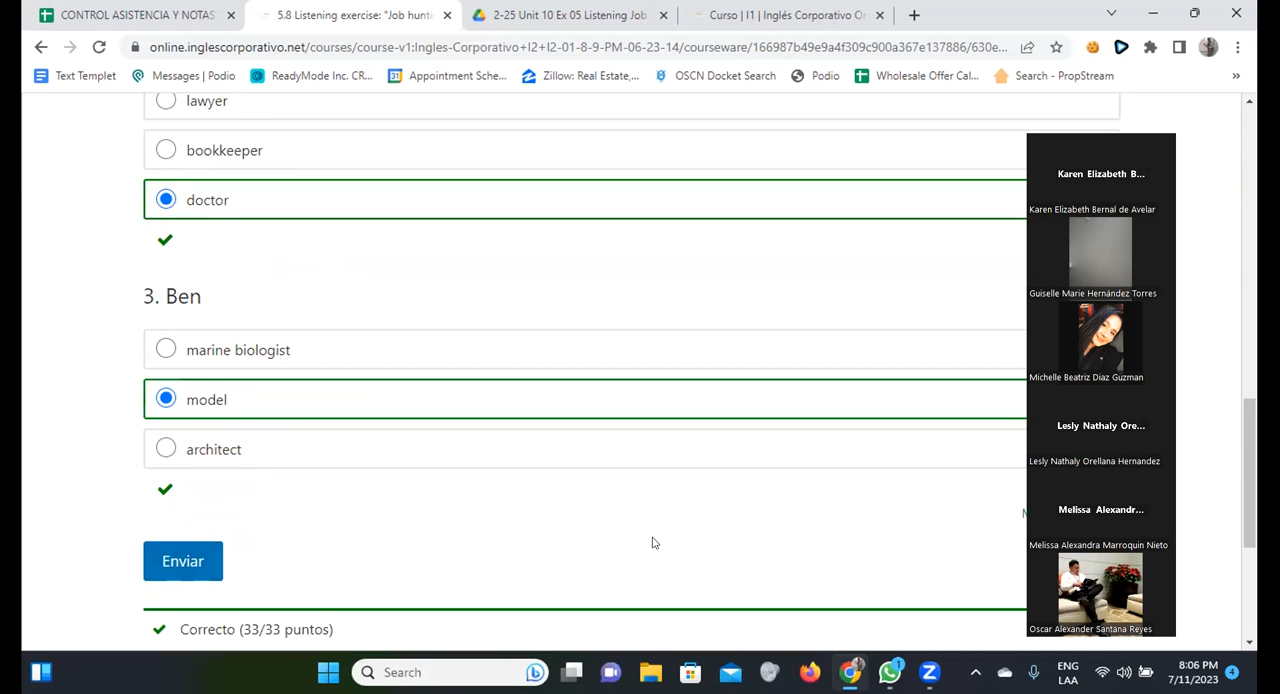 CONTROL ASISTENCIA Y NOTAS
5.8 Listening exercise: "Job hunti
2-25 Unit 10 Ex 05 Listening Job
Curso | I1 | Inglés Corporativo On
online.inglescorporativo.net/courses/course-v1:Ingles-Corporativo+I2+I2-01-8-9-PM-06-23-14/courseware/166987b49e9a4f309c900a367e137886/630e...
Text Templet
Messages | Podio
ReadyMode Inc. CR...
Appointment Sche...
Zillow: Real Estate,...
OSCN Docket Search
Podio
Wholesale Offer Cal...
Search - PropStream
»
lawyer
bookkeeper
doctor
3. Ben
marine biologist
model
architect
Enviar
Correcto (33/33 puntos)
Karen Elizabeth B...
Karen Elizabeth Bernal de Avelar
Guiselle Marie Hernández Torres
Michelle Beatriz Diaz Guzman
Lesly Nathaly Ore...
Lesly Nathaly Orellana Hernandez
Melissa Alexandr...
Melissa Alexandra Marroquin Nieto
Oscar Alexander Santana Reyes
Search
1
ENG
LAA
8:06 PM
7/11/2023
4